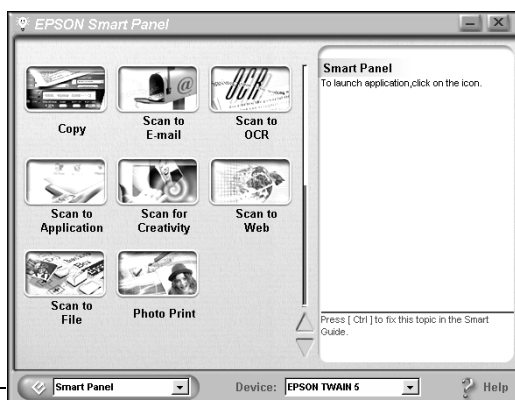 EPSON Smart Panel
Copy
Scan to
E-mail
Scan to
OCR
Scan to
Application
Scan for
Creativity
Scan to
Web
Scan to
File
Photo Print
Smart Panel
To launch application,click on the icon.
Press [ Ctrl ] to fix this topic in the Smart
Guide.
Smart Panel
Device: EPSON TWAIN 5
Help